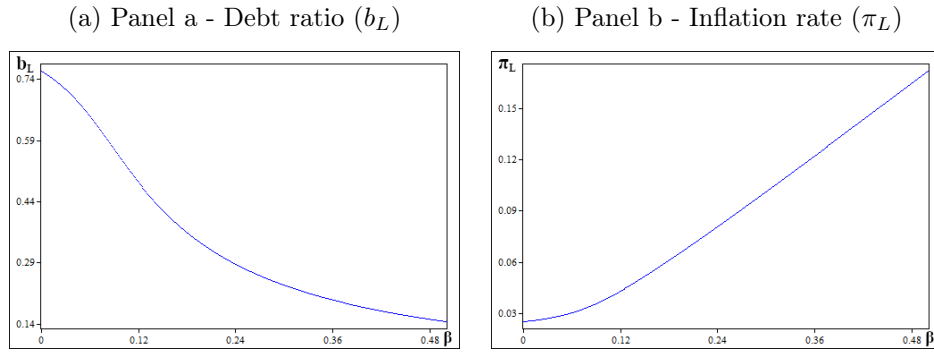 (a) Panel a - Debt ratio (b_L)
(b) Panel b - Inflation rate (π_L)
b_L
0.74
0.59
0.44
0.29
0.14
0 0.12 0.24 0.36 0.48 β
π_L
0.15
0.12
0.09
0.06
0.03
0 0.12 0.24 0.36 0.48 β